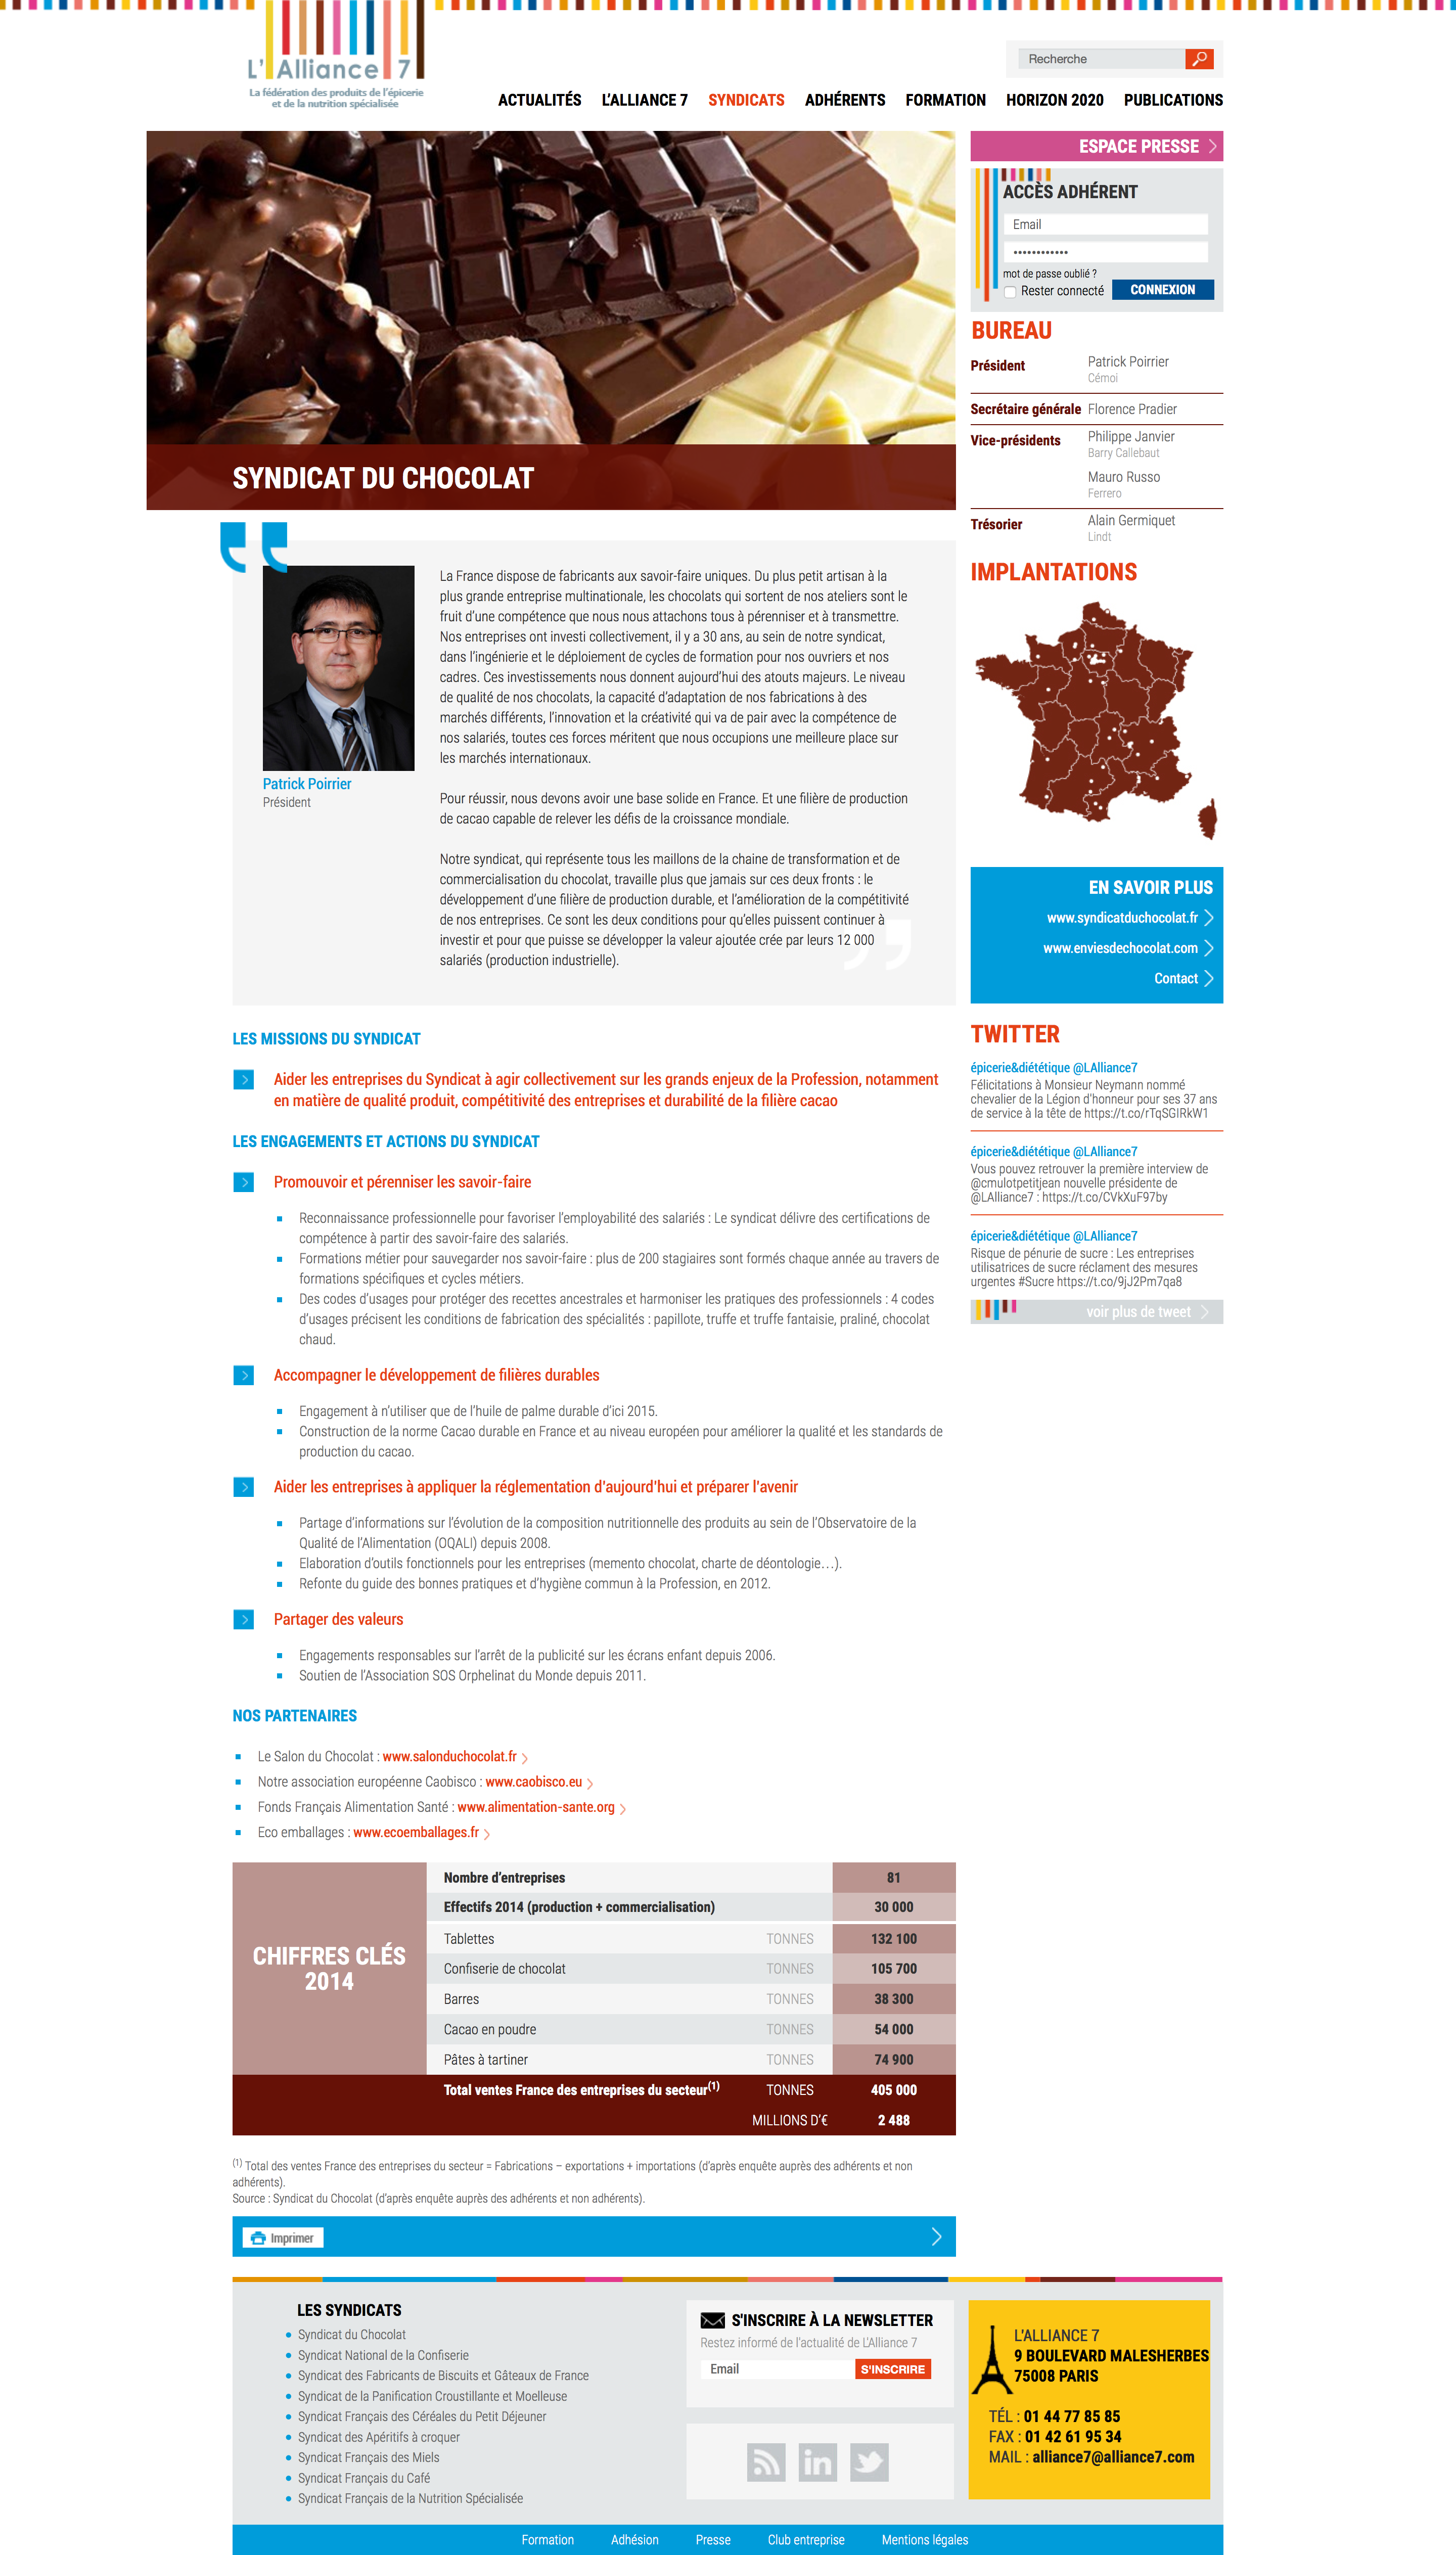 L'Alliance 7
La fédération des produits de l'épicerie
et de la nutrition spécialisée
Recherche
ACTUALITÉS L'ALLIANCE 7 SYNDICATS ADHÉRENTS FORMATION HORIZON 2020 PUBLICATIONS
SYNDICAT DU CHOCOLAT
Patrick Poirrier
Président
La France dispose de fabricants aux savoir-faire uniques. Du plus petit artisan à la
plus grande entreprise multinationale, les chocolats qui sortent de nos ateliers sont le
fruit d'une compétence que nous nous attachons tous à pérenniser et à transmettre.
Nos entreprises ont investi collectivement, il y a 30 ans, au sein de notre syndicat,
dans l'ingénierie et le déploiement de cycles de formation pour nos ouvriers et nos
cadres. Ces investissements nous donnent aujourd'hui des atouts majeurs. Le niveau
de qualité de nos chocolats, la capacité d'adaptation de nos fabrications à des
marchés différents, l'innovation et la créativité qui va de pair avec la compétence de
nos salariés, toutes ces forces méritent que nous occupions une meilleure place sur
les marchés internationaux.
Pour réussir, nous devons avoir une base solide en France. Et une filière de production
de cacao capable de relever les défis de la croissance mondiale.
Notre syndicat, qui représente tous les maillons de la chaine de transformation et de
commercialisation du chocolat, travaille plus que jamais sur ces deux fronts : le
développement d'une filière de production durable, et l'amélioration de la compétitivité
de nos entreprises. Ce sont les deux conditions pour qu'elles puissent continuer à
investir et pour que puisse se développer la valeur ajoutée crée par leurs 12 000
salariés (production industrielle).
LES MISSIONS DU SYNDICAT
Aider les entreprises du Syndicat à agir collectivement sur les grands enjeux de la Profession, notamment
en matière de qualité produit, compétitivité des entreprises et durabilité de la filière cacao
LES ENGAGEMENTS ET ACTIONS DU SYNDICAT
Promouvoir et pérenniser les savoir-faire
Reconnaissance professionnelle pour favoriser l'employabilité des salariés : Le syndicat délivre des certifications de
compétence à partir des savoir-faire des salariés.
Formations métier pour sauvegarder nos savoir-faire : plus de 200 stagiaires sont formés chaque année au travers de
formations spécifiques et cycles métiers.
Des codes d'usages pour protéger des recettes ancestrales et harmoniser les pratiques des professionnels : 4 codes
d'usages précisent les conditions de fabrication des spécialités : papillote, truffe et truffe fantaisie, praliné, chocolat
chaud.
Accompagner le développement de filières durables
Engagement à n'utiliser que de l'huile de palme durable d'ici 2015.
Construction de la norme Cacao durable en France et au niveau européen pour améliorer la qualité et les standards de
production du cacao.
Aider les entreprises à appliquer la réglementation d'aujourd'hui et préparer l'avenir
Partage d'informations sur l'évolution de la composition nutritionnelle des produits au sein de l'Observatoire de la
Qualité de l'Alimentation (OQALI) depuis 2008.
Elaboration d'outils fonctionnels pour les entreprises (memento chocolat, charte de déontologie…).
Refonte du guide des bonnes pratiques et d'hygiène commun à la Profession, en 2012.
Partager des valeurs
Engagements responsables sur l'arrêt de la publicité sur les écrans enfant depuis 2006.
Soutien de l'Association SOS Orphelinat du Monde depuis 2011.
NOS PARTENAIRES
Le Salon du Chocolat : www.salonduchocolat.fr
Notre association européenne Caobisco : www.caobisco.eu
Fonds Français Alimentation Santé : www.alimentation-sante.org
Eco emballages : www.ecoemballages.fr
CHIFFRES CLÉS
2014
Nombre d'entreprises 81
Effectifs 2014 (production + commercialisation) 30 000
Tablettes TONNES 132 100
Confiserie de chocolat TONNES 105 700
Barres TONNES 38 300
Cacao en poudre TONNES 54 000
Pâtes à tartiner TONNES 74 900
Total ventes France des entreprises du secteur(1) TONNES 405 000
MILLIONS D'€ 2 488
(1) Total des ventes France des entreprises du secteur = Fabrications – exportations + importations (d'après enquête auprès des adhérents et non
adhérents).
Source : Syndicat du Chocolat (d'après enquête auprès des adhérents et non adhérents).
Imprimer
ESPACE PRESSE
ACCÈS ADHÉRENT
Email
••••••••••••
mot de passe oublié ?
Rester connecté CONNEXION
BUREAU
Président Patrick Poirrier
Cémoi
Secrétaire générale Florence Pradier
Vice-présidents Philippe Janvier
Barry Callebaut
Mauro Russo
Ferrero
Trésorier Alain Germiquet
Lindt
IMPLANTATIONS
EN SAVOIR PLUS
www.syndicatduchocolat.fr
www.enviesdechocolat.com
Contact
TWITTER
épicerie&diététique @LAlliance7
Félicitations à Monsieur Neymann nommé
chevalier de la Légion d'honneur pour ses 37 ans
de service à la tête de https://t.co/rTqSGIRkW1
épicerie&diététique @LAlliance7
Vous pouvez retrouver la première interview de
@cmulotpetitjean nouvelle présidente de
@LAlliance7 : https://t.co/CVkXuF97by
épicerie&diététique @LAlliance7
Risque de pénurie de sucre : Les entreprises
utilisatrices de sucre réclament des mesures
urgentes #Sucre https://t.co/9jJ2Pm7qa8
voir plus de tweet
LES SYNDICATS
Syndicat du Chocolat
Syndicat National de la Confiserie
Syndicat des Fabricants de Biscuits et Gâteaux de France
Syndicat de la Panification Croustillante et Moelleuse
Syndicat Français des Céréales du Petit Déjeuner
Syndicat des Apéritifs à croquer
Syndicat Français des Miels
Syndicat Français du Café
Syndicat Français de la Nutrition Spécialisée
S'INSCRIRE À LA NEWSLETTER
Restez informé de l'actualité de L'Alliance 7
Email S'INSCRIRE
in
L'ALLIANCE 7
9 BOULEVARD MALESHERBES
75008 PARIS
TÉL : 01 44 77 85 85
FAX : 01 42 61 95 34
MAIL : alliance7@alliance7.com
Formation Adhésion Presse Club entreprise Mentions légales